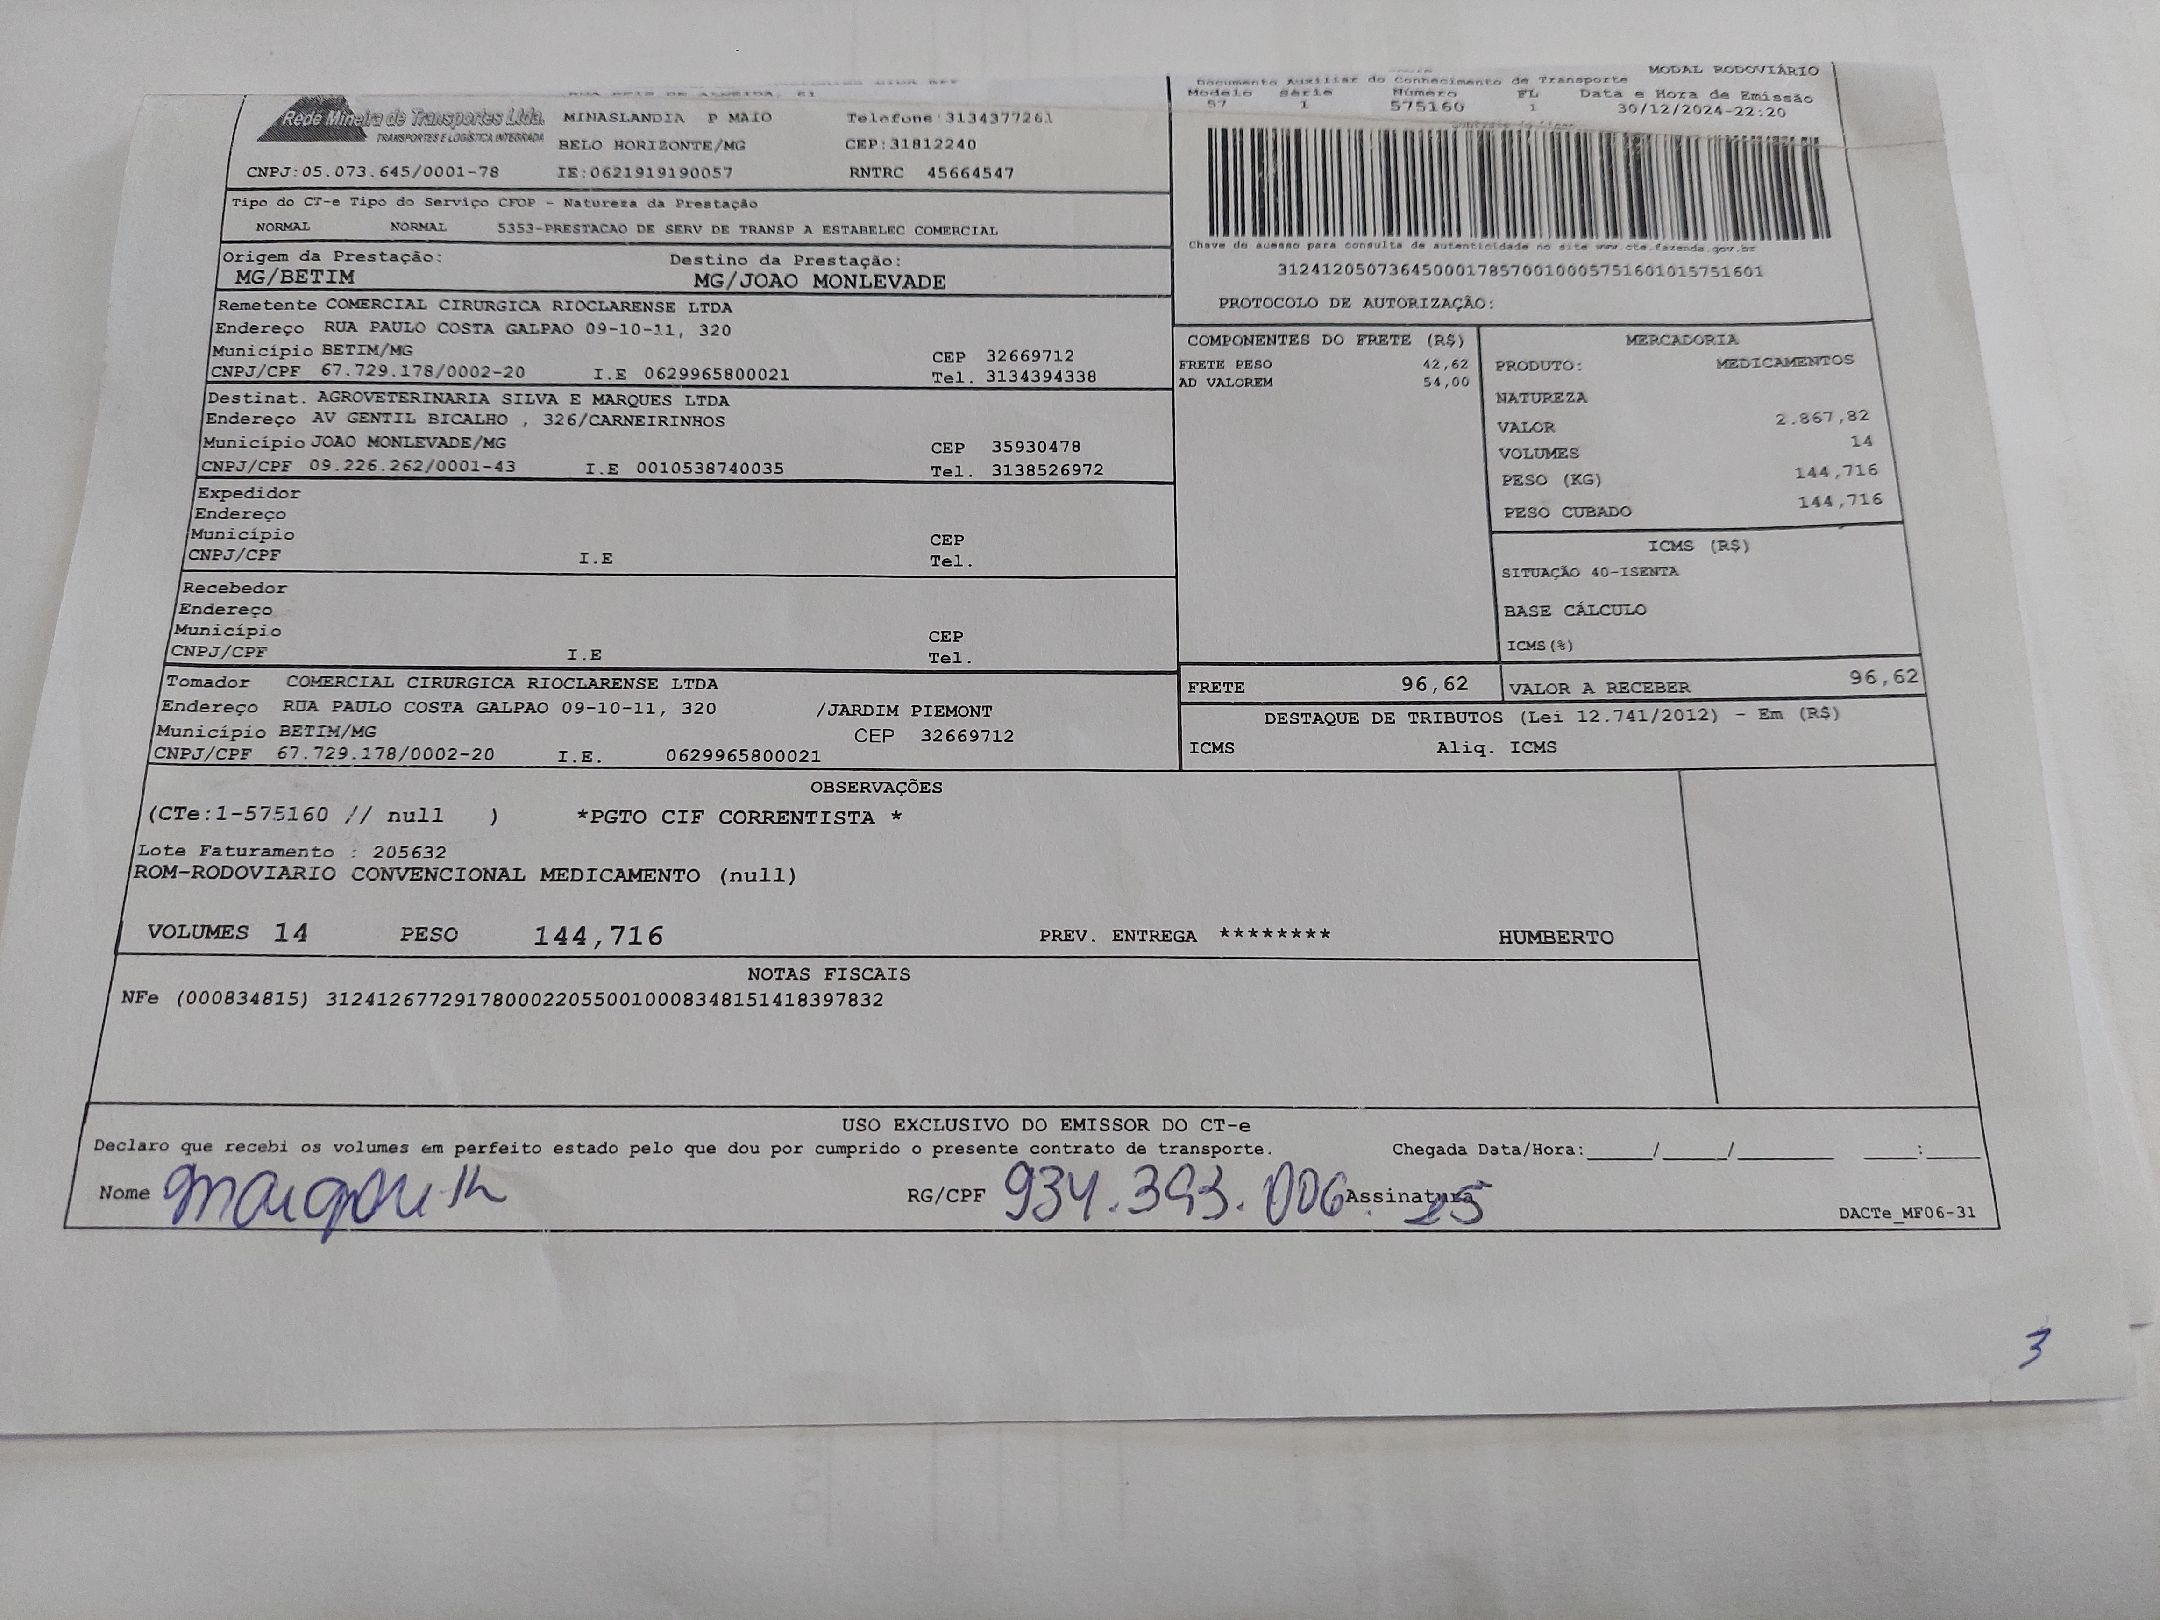 MODAL RODOVIÁRIO
Documento Auxiliar do Conhecimento de Transporte
Modelo Série Número FL Data e Hora de Emissão
57 1 575160 1 30/12/2024-22:20
Rede Mineira de Transportes Ltda.
TRANSPORTES E LOGÍSTICA INTEGRADA
MINASLANDIA P MAIO Telefone:3134377261
BELO HORIZONTE/MG CEP:31812240
CNPJ:05.073.645/0001-78 IE:0621919190057 RNTRC 45664547
Tipo do CT-e Tipo do Serviço CFOP - Natureza da Prestação
NORMAL NORMAL 5353-PRESTACAO DE SERV DE TRANSP A ESTABELEC COMERCIAL
Chave de acesso para consulta de autenticidade no site www.cte.fazenda.gov.br
31241205073645000178570010005751601015751601
PROTOCOLO DE AUTORIZAÇÃO:
Origem da Prestação: Destino da Prestação:
MG/BETIM MG/JOAO MONLEVADE
Remetente COMERCIAL CIRURGICA RIOCLARENSE LTDA
Endereço RUA PAULO COSTA GALPAO 09-10-11, 320
Município BETIM/MG CEP 32669712
CNPJ/CPF 67.729.178/0002-20 I.E 0629965800021 Tel. 3134394338
Destinat. AGROVETERINARIA SILVA E MARQUES LTDA
Endereço AV GENTIL BICALHO , 326/CARNEIRINHOS
Município JOAO MONLEVADE/MG CEP 35930478
CNPJ/CPF 09.226.262/0001-43 I.E 0010538740035 Tel. 3138526972
Expedidor
Endereço
Município CEP
CNPJ/CPF I.E Tel.
Recebedor
Endereço
Município CEP
CNPJ/CPF I.E Tel.
Tomador COMERCIAL CIRURGICA RIOCLARENSE LTDA
Endereço RUA PAULO COSTA GALPAO 09-10-11, 320 /JARDIM PIEMONT
Município BETIM/MG CEP 32669712
CNPJ/CPF 67.729.178/0002-20 I.E. 0629965800021
COMPONENTES DO FRETE (R$)
FRETE PESO 42,62
AD VALOREM 54,00
MERCADORIA
PRODUTO: MEDICAMENTOS
NATUREZA
VALOR 2.867,82
VOLUMES 14
PESO (KG) 144,716
PESO CUBADO 144,716
ICMS (R$)
SITUAÇÃO 40-ISENTA
BASE CÁLCULO
ICMS(%)
FRETE 96,62 VALOR A RECEBER 96,62
DESTAQUE DE TRIBUTOS (Lei 12.741/2012) - Em (R$)
ICMS Aliq. ICMS
OBSERVAÇÕES
(CTe:1-575160 // null ) *PGTO CIF CORRENTISTA *
Lote Faturamento : 205632
ROM-RODOVIARIO CONVENCIONAL MEDICAMENTO (null)
VOLUMES 14 PESO 144,716 PREV. ENTREGA ******** HUMBERTO
NOTAS FISCAIS
NFe (000834815) 31241267729178000220550010008348151418397832
USO EXCLUSIVO DO EMISSOR DO CT-e
Declaro que recebi os volumes em perfeito estado pelo que dou por cumprido o presente contrato de transporte. Chegada Data/Hora:_____/_____/________ ____:____
Nome RG/CPF 934.393.006 Assinatura 25
DACTe_MF06-31
3